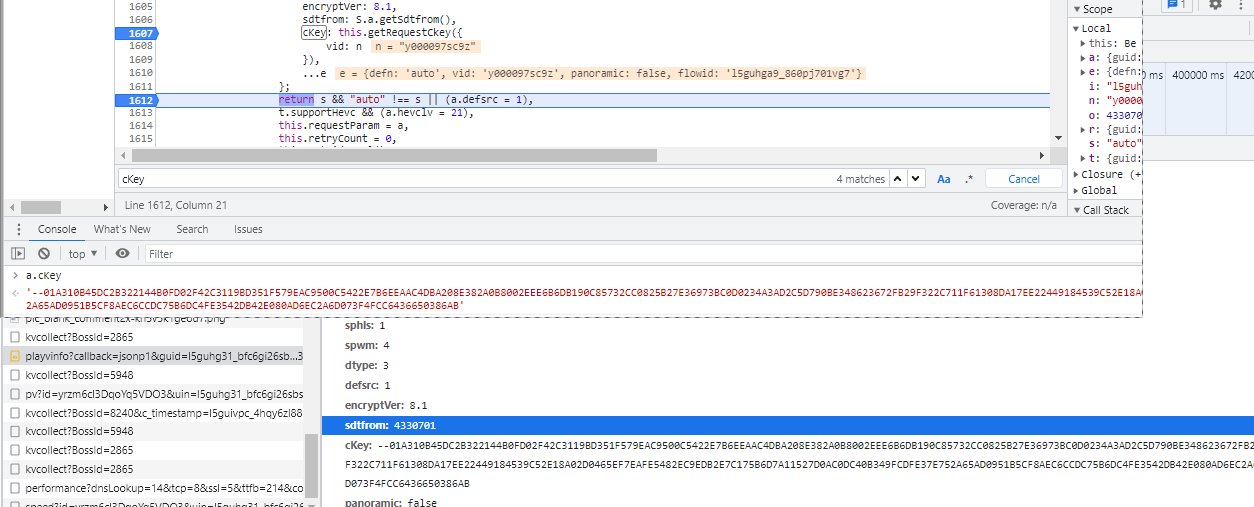 1605 encryptVer: 8.1,
1606 sdtfrom: S.a.getSdtfrom(),
1607 cKey: this.getRequestCkey({
1608 vid: n n = "y000097sc9z"
1609 }),
1610 ...e e = {defn: 'auto', vid: 'y000097sc9z', panoramic: false, flowid: 'l5guhga9_860pj701vg7'}
1611 };
1612 return s && "auto" !== s || (a.defsrc = 1),
1613 t.supportHevc && (a.hevclv = 21),
1614 this.requestParam = a,
1615 this.retryCount = 0,
cKey 4 matches Aa .* Cancel
Line 1612, Column 21 Coverage: n/a
Scope
Local
this: Be
a: {guid:
e: {defn:
i: "l5guh
n: "y0000
o: 433070
r: {guid:
s: "auto"
t: {guid:
Closure (+
Global
Call Stack
1
ms 400000 ms 4200
Console What's New Search Issues
top Filter
a.cKey
'--01A310B45DC2B322144B0FD02F42C3119BD351F579EAC9500C5422E7B6EEAAC4DBA208E382A0B8002EEE6B6DB190C85732CC0825B27E36973BC0D0234A3AD2C5D790BE348623672FB29F322C711F61308DA17EE22449184539C52E18A0
2A65AD0951B5CF8AEC6CCDC75B6DC4FE3542DB42E080AD6EC2A6D073F4FCC6436650386AB'
kvcollect?BossId=2865
playvinfo?callback=jsonp1&guid=l5guhg31_bfc6gi26sb...3
kvcollect?BossId=5948
pv?id=yrzm6cl3DqoYq5VDO3&uin=l5guhg31_bfc6gi26sbs
kvcollect?BossId=8240&c_timestamp=l5guivpc_4hqy6zl88
kvcollect?BossId=5948
kvcollect?BossId=2865
kvcollect?BossId=2865
performance?dnsLookup=14&tcp=8&ssl=5&ttfb=214&co
sphls: 1
spwm: 4
dtype: 3
defsrc: 1
encryptVer: 8.1
sdtfrom: 4330701
cKey: --01A310B45DC2B322144B0FD02F42C3119BD351F579EAC9500C5422E7B6EEAAC4DBA208E382A0B8002EEE6B6DB190C85732CC0825B27E36973BC0D0234A3AD2C5D790BE348623672FB2
F322C711F61308DA17EE22449184539C52E18A02D0465EF7EAFE5482EC9EDB2E7C175B6D7A11527D0AC0DC40B349FCDFE37E752A65AD0951B5CF8AEC6CCDC75B6DC4FE3542DB42E080AD6EC2A6
D073F4FCC6436650386AB
panoramic: false